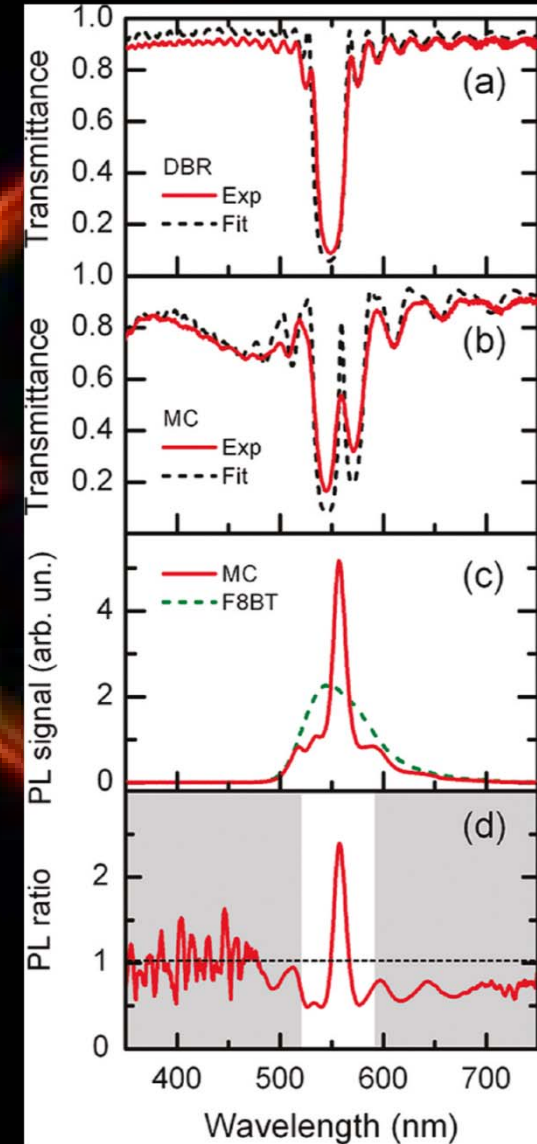 Transmittance
1.0
0.8
0.6
0.4
0.2
(a)
DBR
Exp
Fit
Transmittance
1.0
0.8
0.6
0.4
0.2
(b)
MC
Exp
Fit
PL signal (arb. un.)
4
2
0
(c)
MC
F8BT
PL ratio
2
1
0
(d)
400 500 600 700
Wavelength (nm)